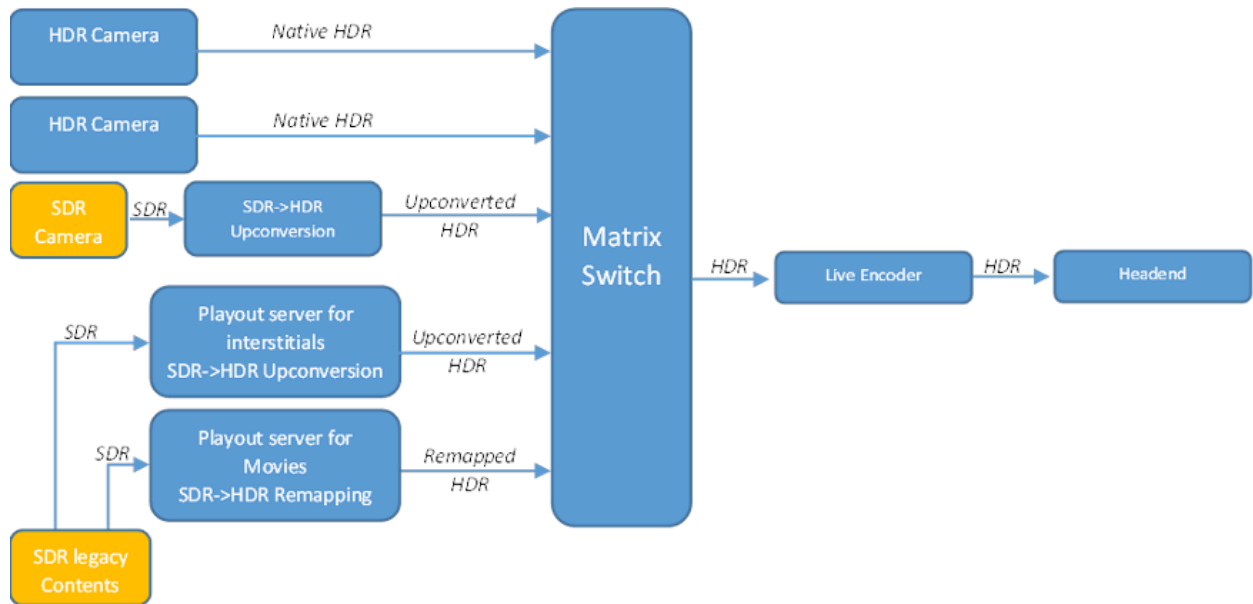 HDR Camera
Native HDR
HDR Camera
Native HDR
SDR
Camera
SDR
SDR->HDR
Upconversion
Upconverted
HDR
Matrix
Switch
HDR
Live Encoder
HDR
Headend
SDR
Playout server for
interstitials
SDR->HDR Upconversion
Upconverted
HDR
SDR
Playout server for
Movies
SDR->HDR Remapping
Remapped
HDR
SDR legacy
Contents